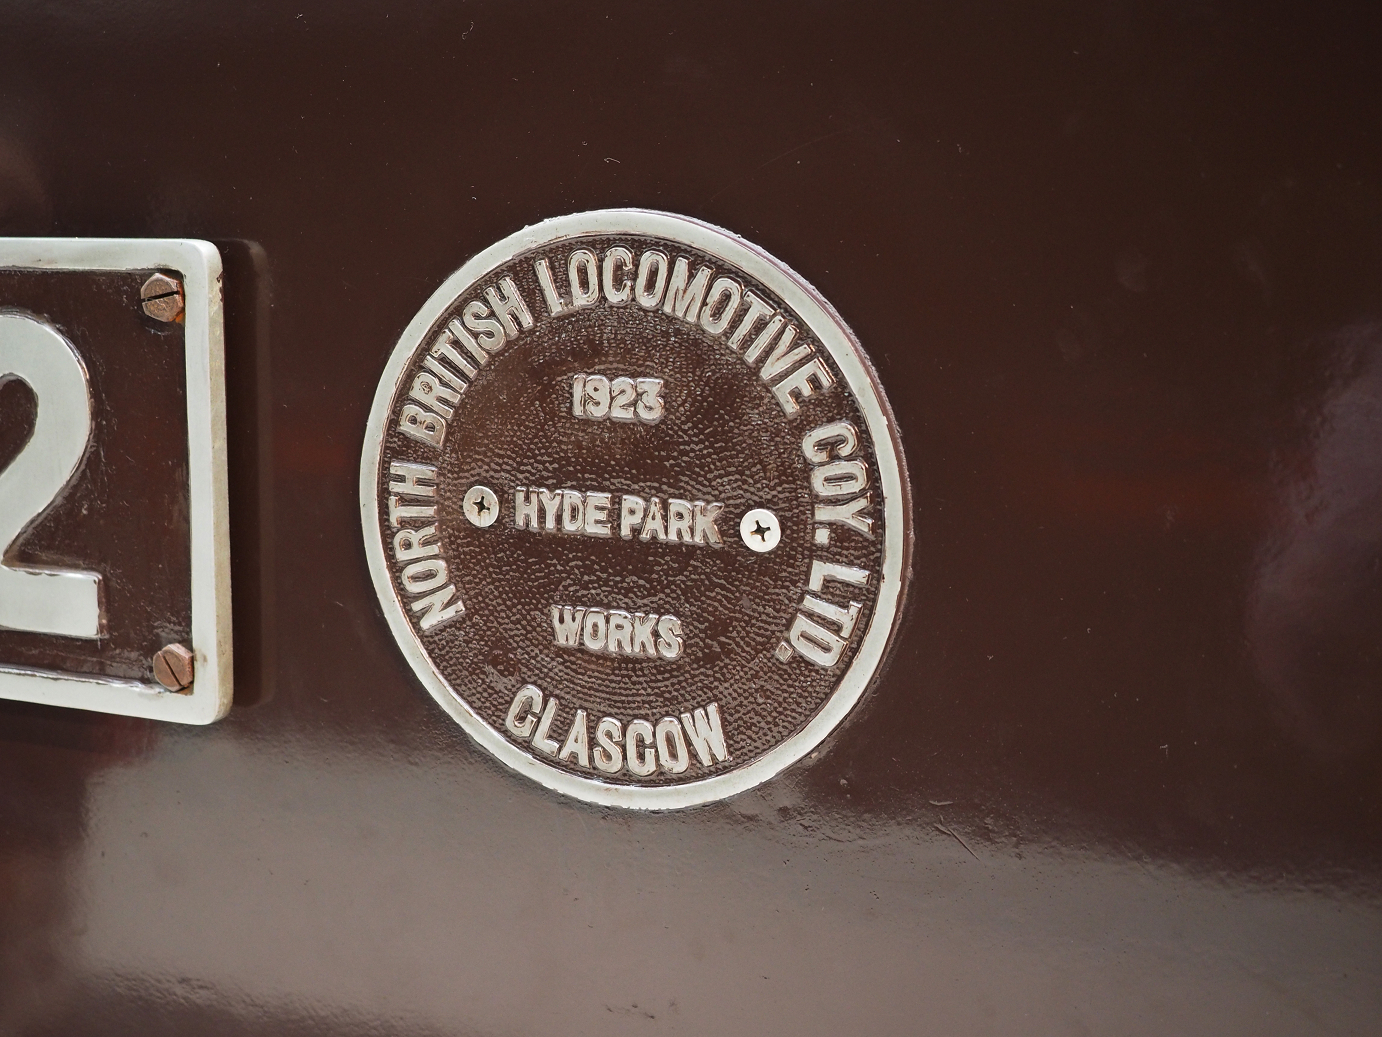 2
NORTH BRITISH LOCOMOTIVE COY. LTD.
1923
HYDE PARK
WORKS
GLASGOW